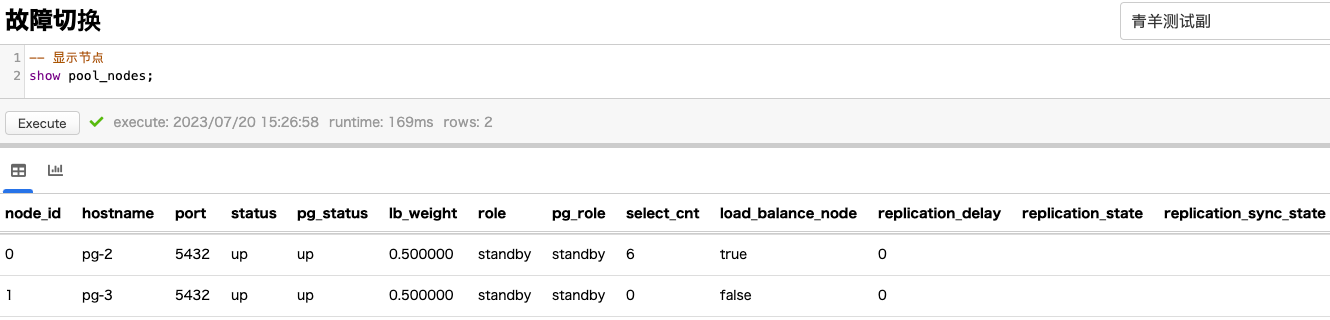 故障切换
青羊测试副
1 -- 显示节点
2 show pool_nodes;
Execute execute: 2023/07/20 15:26:58 runtime: 169ms rows: 2
node_id hostname port status pg_status lb_weight role pg_role select_cnt load_balance_node replication_delay replication_state replication_sync_state
0 pg-2 5432 up up 0.500000 standby standby 6 true 0
1 pg-3 5432 up up 0.500000 standby standby 0 false 0